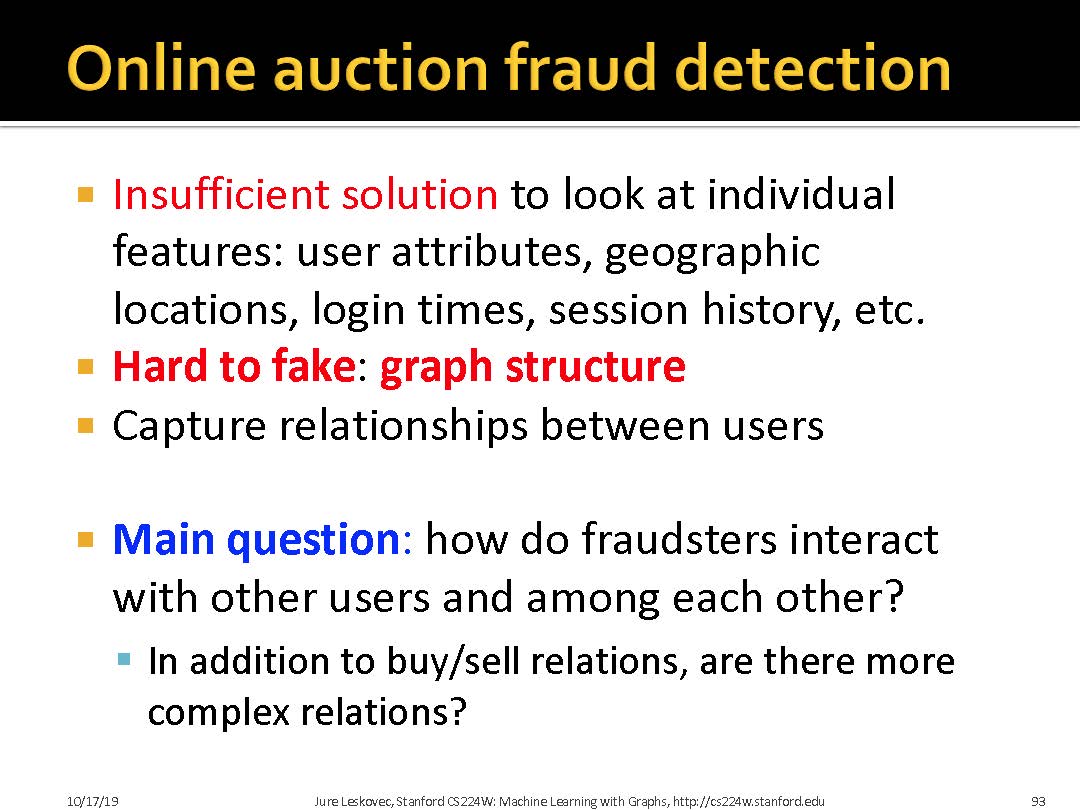 Online auction fraud detection
Insufficient solution to look at individual
features: user attributes, geographic
locations, login times, session history, etc.
Hard to fake: graph structure
Capture relationships between users
Main question: how do fraudsters interact
with other users and among each other?
In addition to buy/sell relations, are there more
complex relations?
10/17/19 Jure Leskovec, Stanford CS224W: Machine Learning with Graphs, http://cs224w.stanford.edu 93